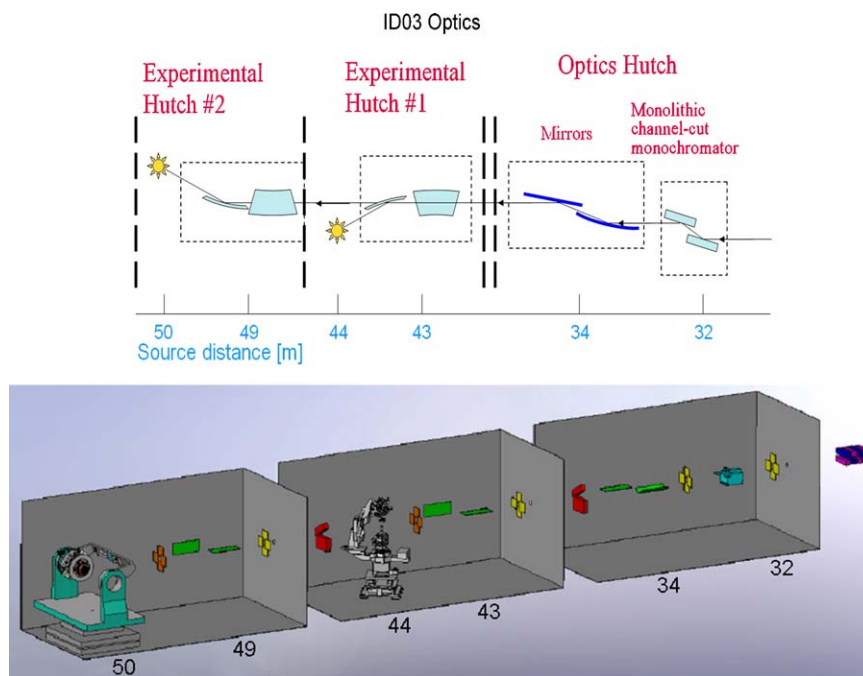 ID03 Optics
Experimental
Hutch #2
Experimental
Hutch #1
Optics Hutch
Mirrors
Monolithic
channel-cut
monochromator
50
49
44
43
34
32
Source distance [m]
50
49
44
43
34
32